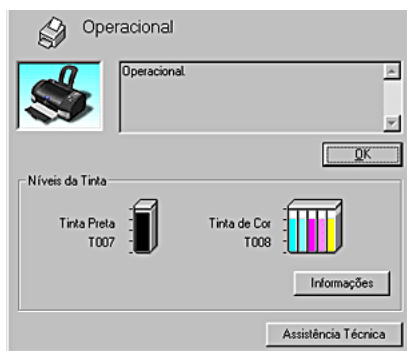 Operacional
Operacional.
OK
Níveis da Tinta
Tinta Preta
T007
Tinta de Cor
T008
Informações
Assistência Técnica